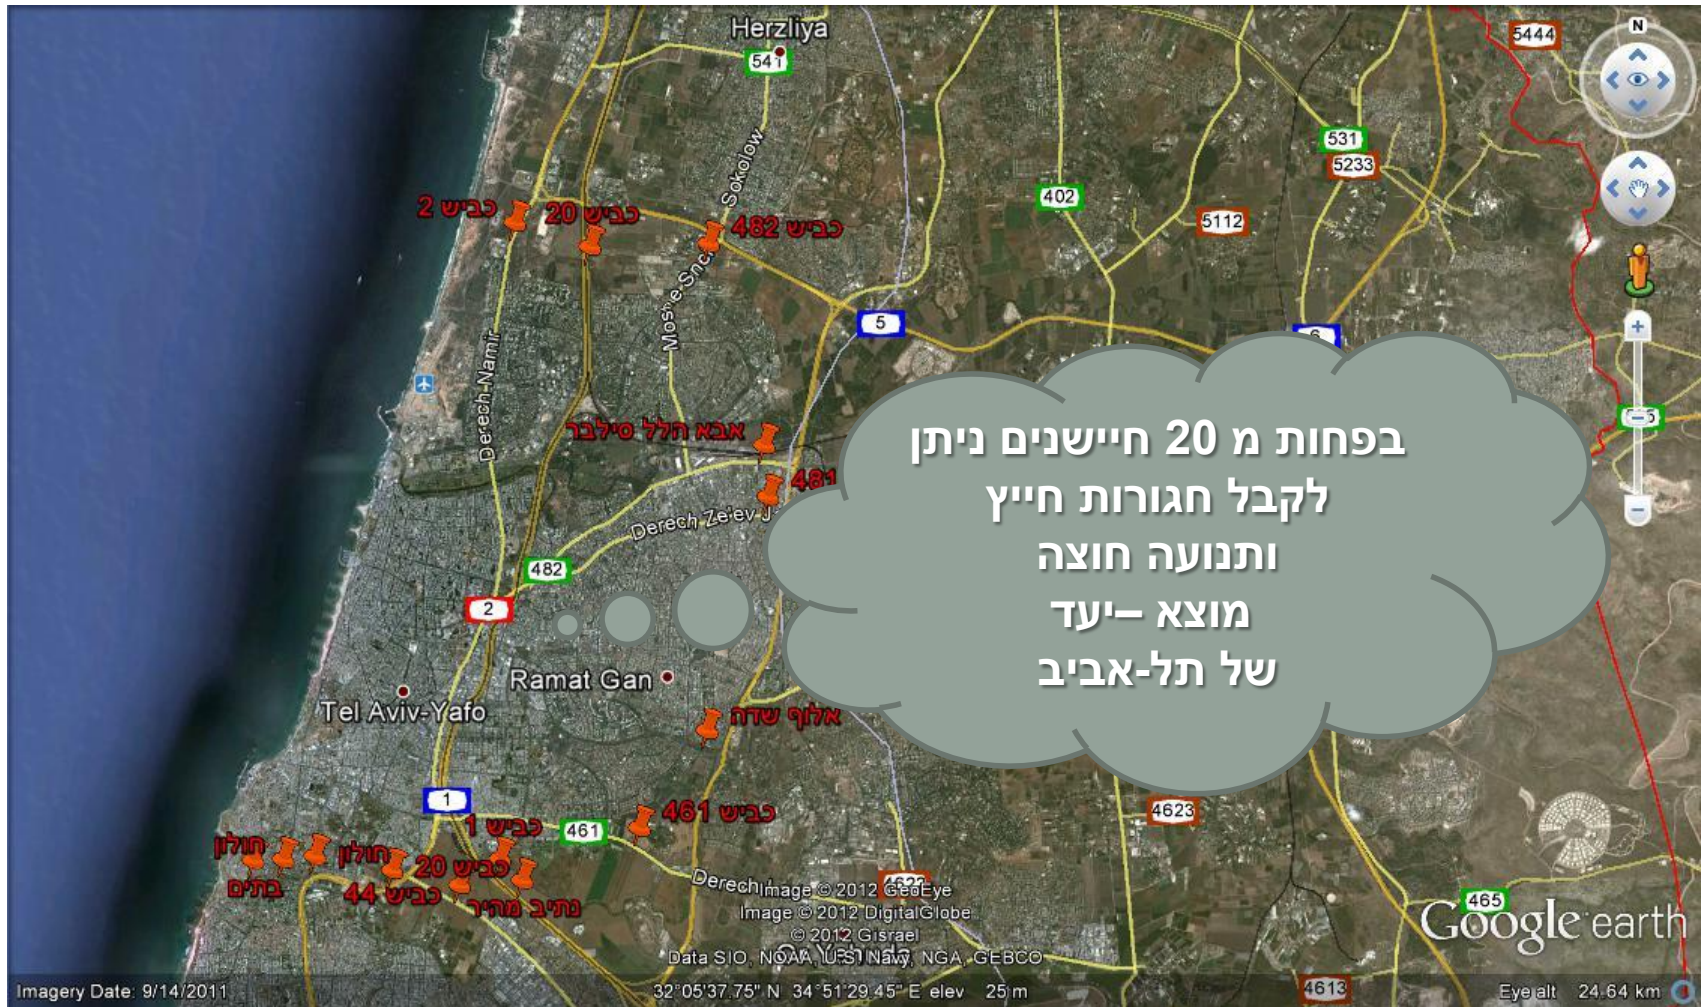 Herzliya
541
5444
N
531
5233
402
5112
Sokolow
כביש 2
כביש 20
כביש 482
Derech Namir
5
אבא הלל סילבר
481
Derech Ze'ev
482
2
בפחות מ 20 חיישנים ניתן
לקבל חגורות חייץ
ותנועה חוצה
מוצא –יעד
של תל-אביב
Ramat Gan
Tel Aviv-Yafo
אלוף שדה
1
כביש 1
461
כביש 461
4623
חולון
חולון
כביש 20
בתים
כביש 44
נתיב מהיר
465
Image © 2012 GeoEye
Image © 2012 DigitalGlobe
© 2012 Gisrael
Data SIO, NOAA, U.S. Navy, NGA, GEBCO
Google earth
Imagery Date: 9/14/2011
32°05'37.75" N 34°51'29.45" E elev 25 m
4613
Eye alt 24.64 km